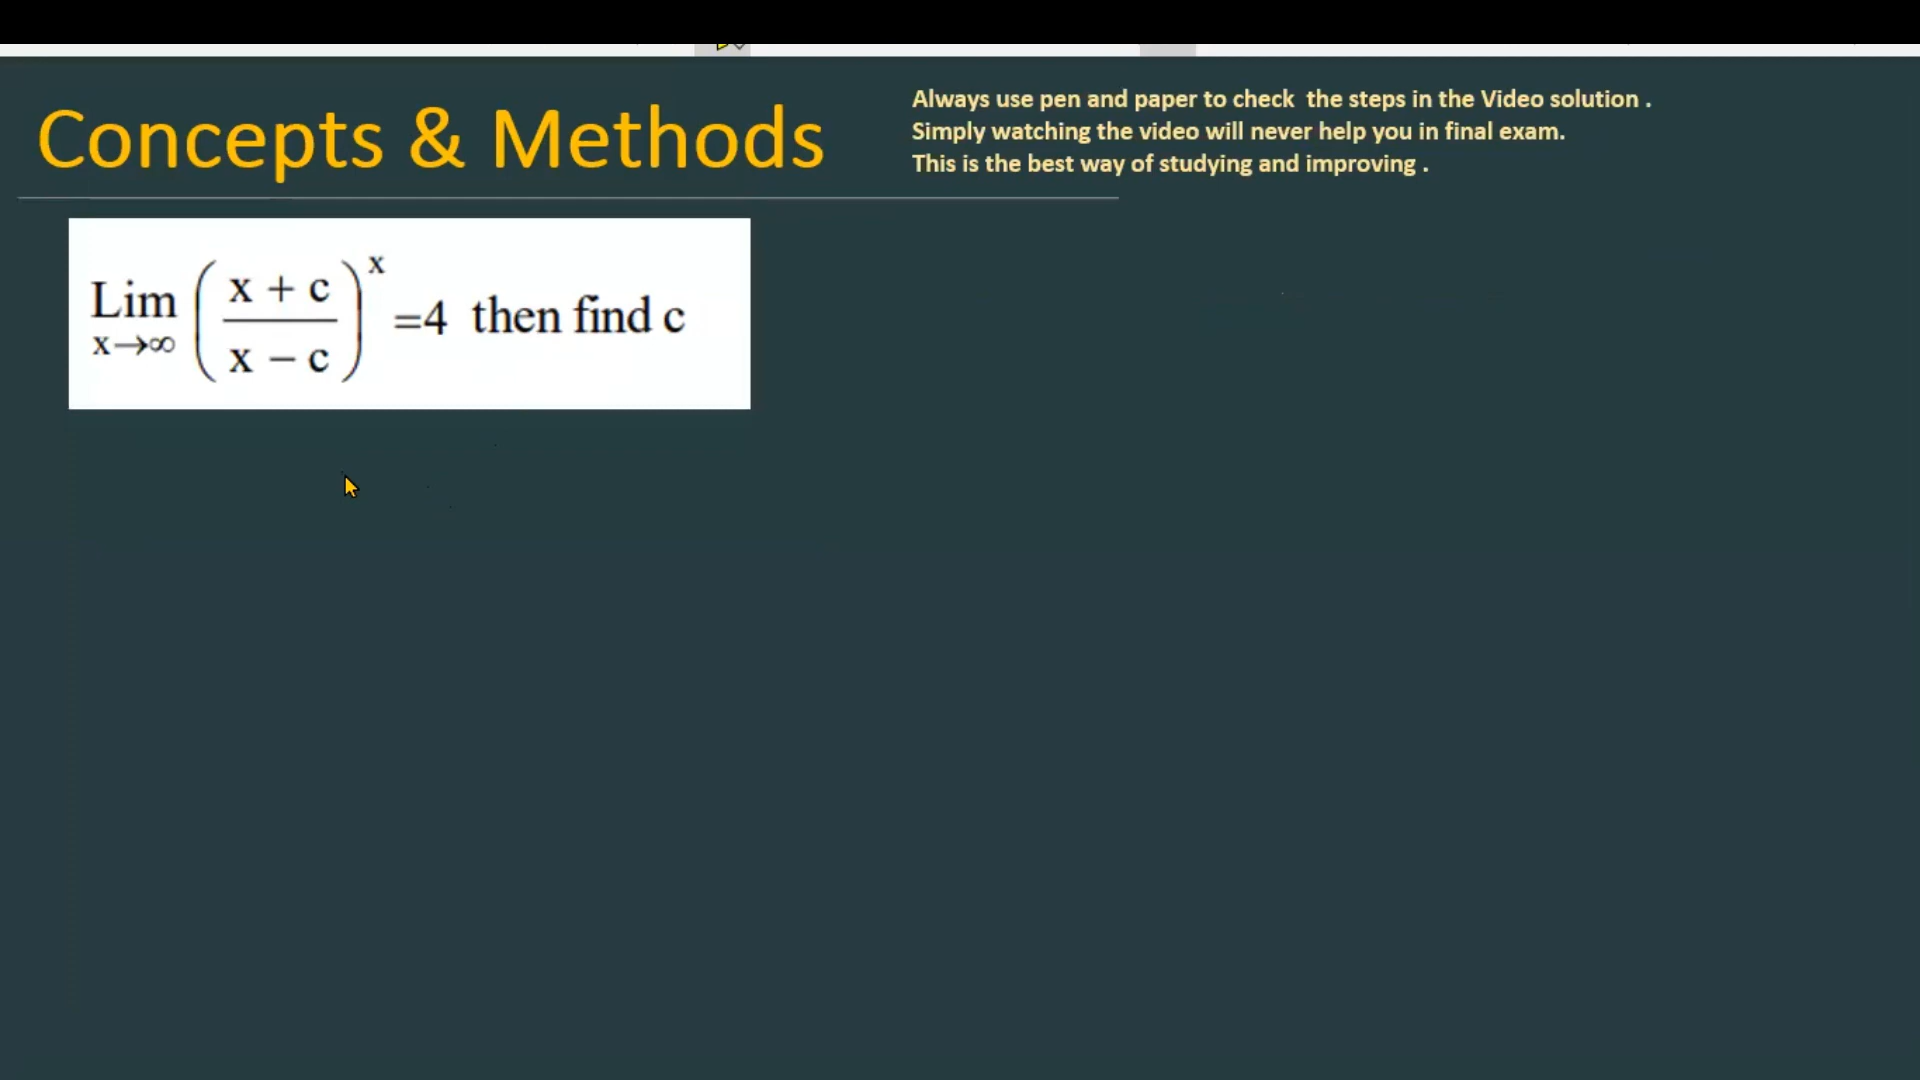 Concepts & Methods
Always use pen and paper to check  the steps in the Video solution .
Simply watching the video will never help you in final exam.
This is the best way of studying and improving .
Lim x→∞ ( (x + c) / (x − c) )^x =4  then find c